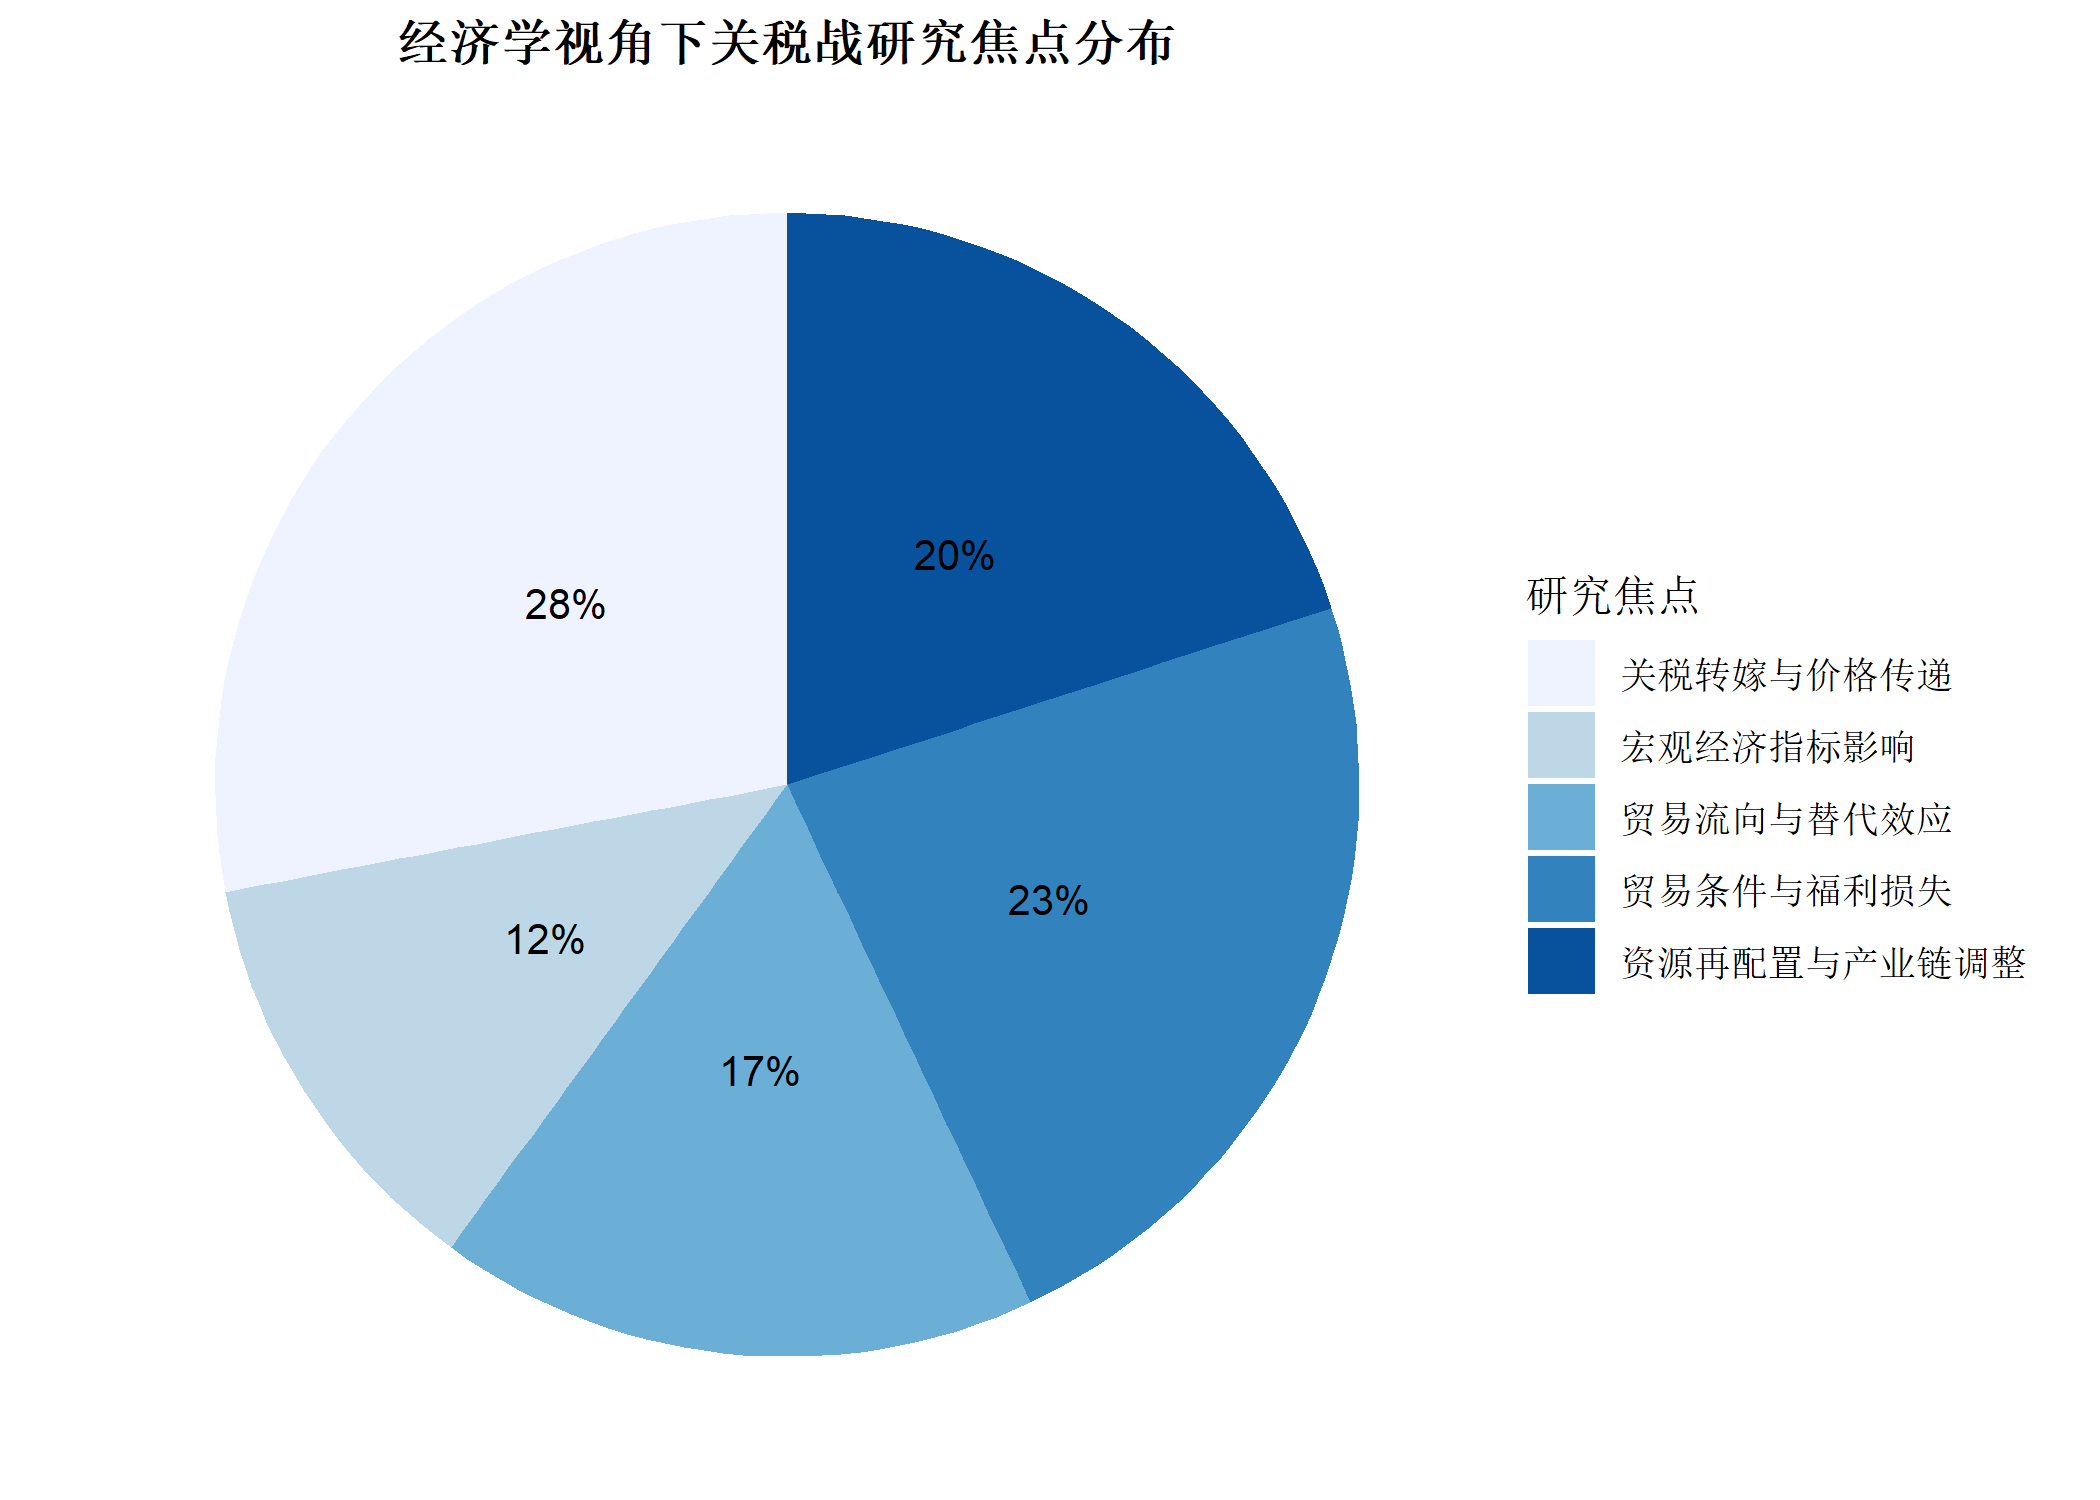 经济学视角下关税战研究焦点分布
20%
28%
23%
12%
17%
研究焦点
关税转嫁与价格传递
宏观经济指标影响
贸易流向与替代效应
贸易条件与福利损失
资源再配置与产业链调整